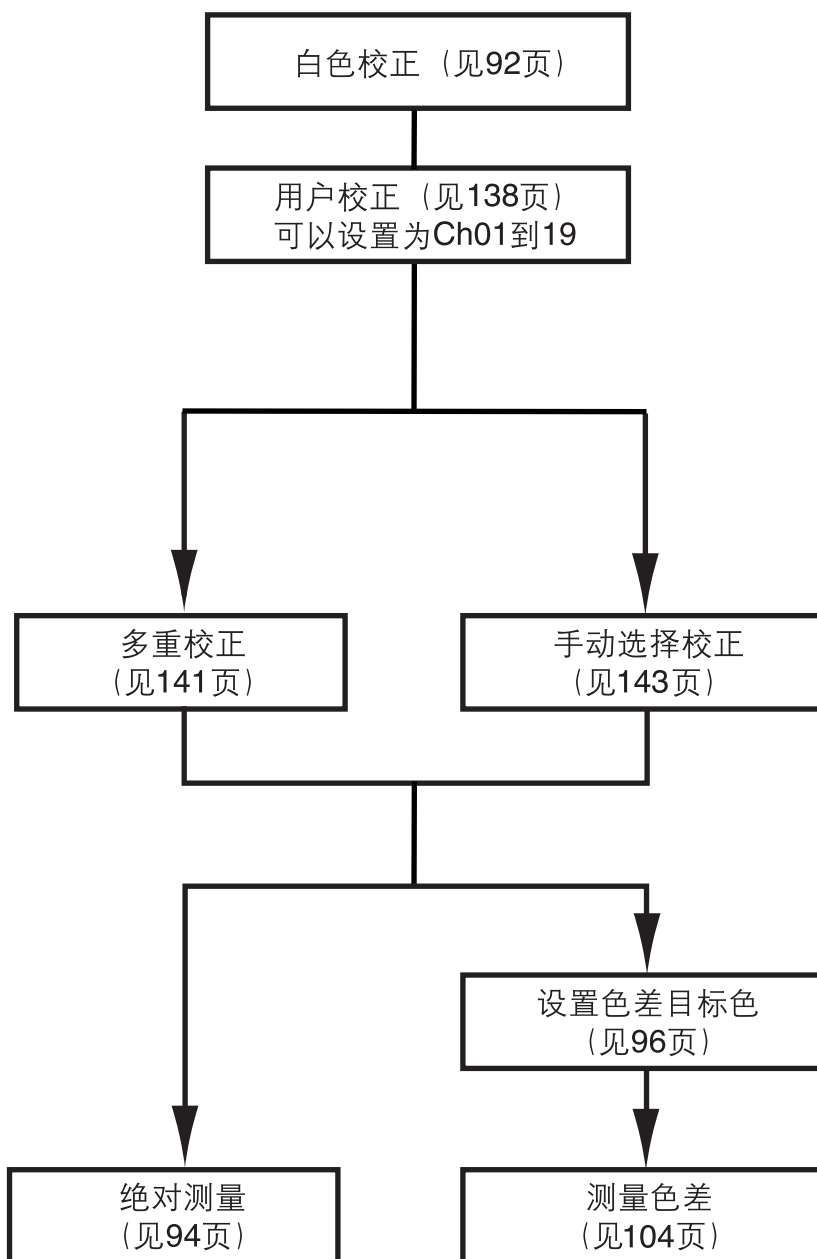 白色校正（见92页）
用户校正（见138页）
可以设置为Ch01到19
多重校正
（见141页）
手动选择校正
（见143页）
设置色差目标色
（见96页）
绝对测量
（见94页）
测量色差
（见104页）